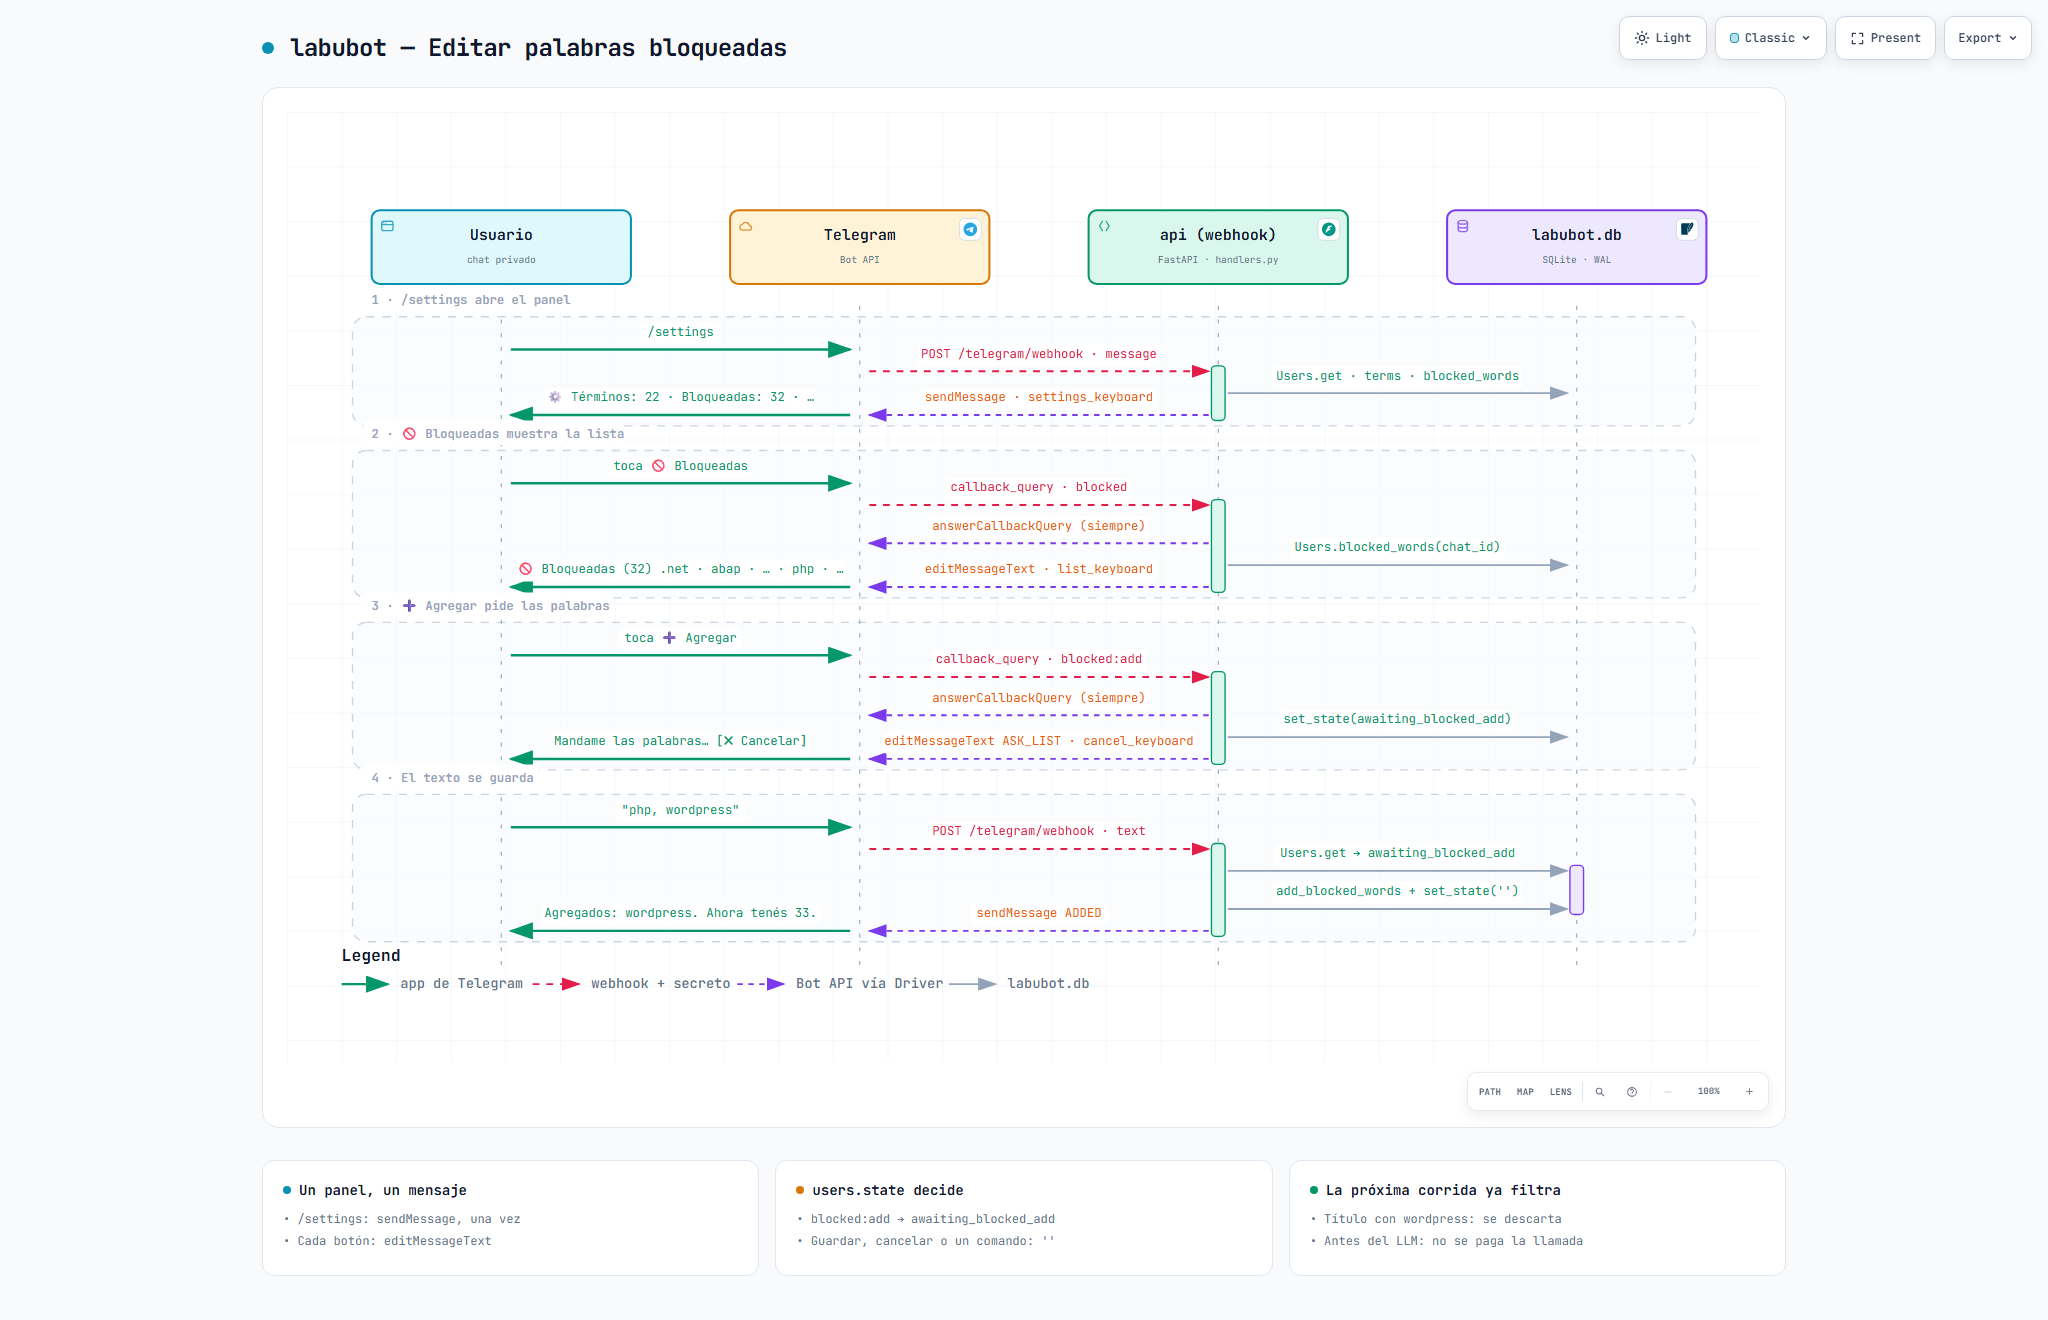 labubot — Editar palabras bloqueadas
Light
Classic
Present
Export
Usuario
chat privado
Telegram
Bot API
api (webhook)
FastAPI · handlers.py
labubot.db
SQLite · WAL
1 · /settings abre el panel
/settings
POST /telegram/webhook · message
Users.get · terms · blocked_words
⚙️ Términos: 22 · Bloqueadas: 32 · …
sendMessage · settings_keyboard
2 · 🚫 Bloqueadas muestra la lista
toca 🚫 Bloqueadas
callback_query · blocked
answerCallbackQuery (siempre)
Users.blocked_words(chat_id)
🚫 Bloqueadas (32) .net · abap · … · php · …
editMessageText · list_keyboard
3 · ➕ Agregar pide las palabras
toca ➕ Agregar
callback_query · blocked:add
answerCallbackQuery (siempre)
set_state(awaiting_blocked_add)
Mandame las palabras… [❌ Cancelar]
editMessageText ASK_LIST · cancel_keyboard
4 · El texto se guarda
"php, wordpress"
POST /telegram/webhook · text
Users.get → awaiting_blocked_add
add_blocked_words + set_state('')
Agregados: wordpress. Ahora tenés 33.
sendMessage ADDED
Legend
app de Telegram
webhook + secreto
Bot API vía Driver
labubot.db
PATH
MAP
LENS
100%
Un panel, un mensaje
• /settings: sendMessage, una vez
• Cada botón: editMessageText
users.state decide
• blocked:add → awaiting_blocked_add
• Guardar, cancelar o un comando: ''
La próxima corrida ya filtra
• Título con wordpress: se descarta
• Antes del LLM: no se paga la llamada